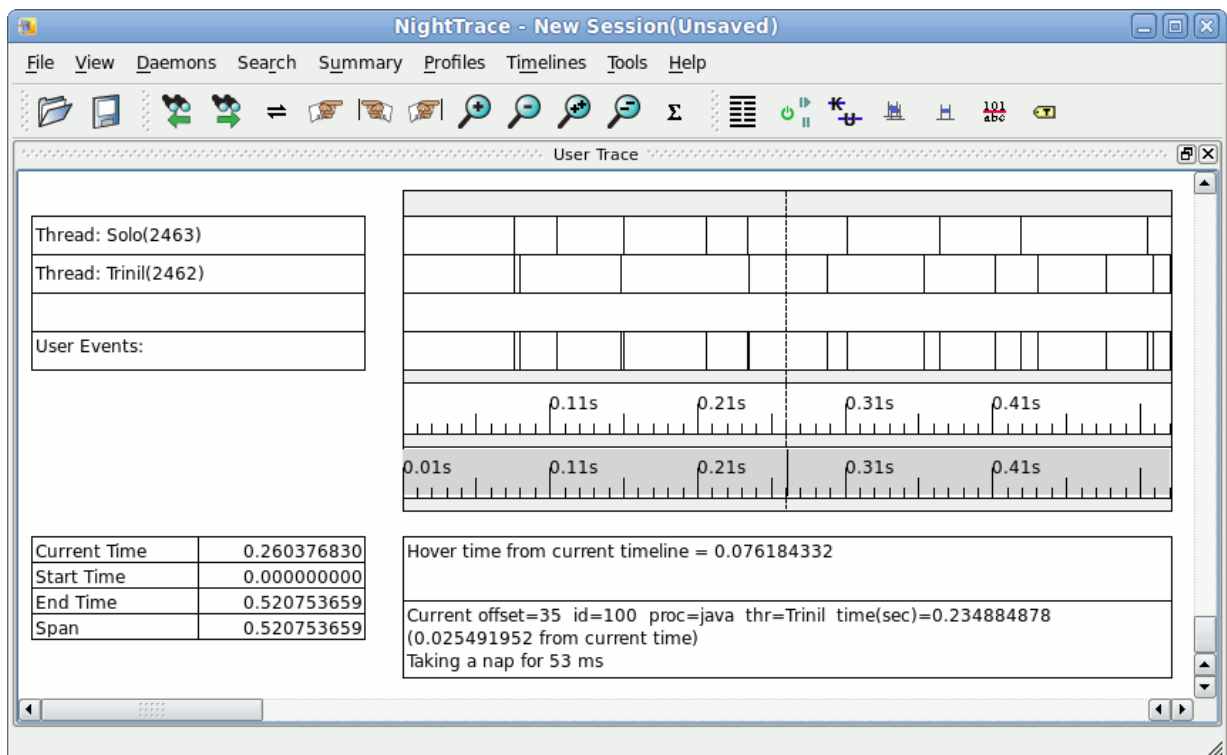 NightTrace - New Session(Unsaved)
File View Daemons Search Summary Profiles Timelines Tools Help
Σ K U 101 abc T
User Trace
Thread: Solo(2463)
Thread: Trinil(2462)
User Events:
0.11s 0.21s 0.31s 0.41s
0.01s 0.11s 0.21s 0.31s 0.41s
Current Time 0.260376830
Start Time 0.000000000
End Time 0.520753659
Span 0.520753659
Hover time from current timeline = 0.076184332
Current offset=35 id=100 proc=java thr=Trinil time(sec)=0.234884878
(0.025491952 from current time)
Taking a nap for 53 ms